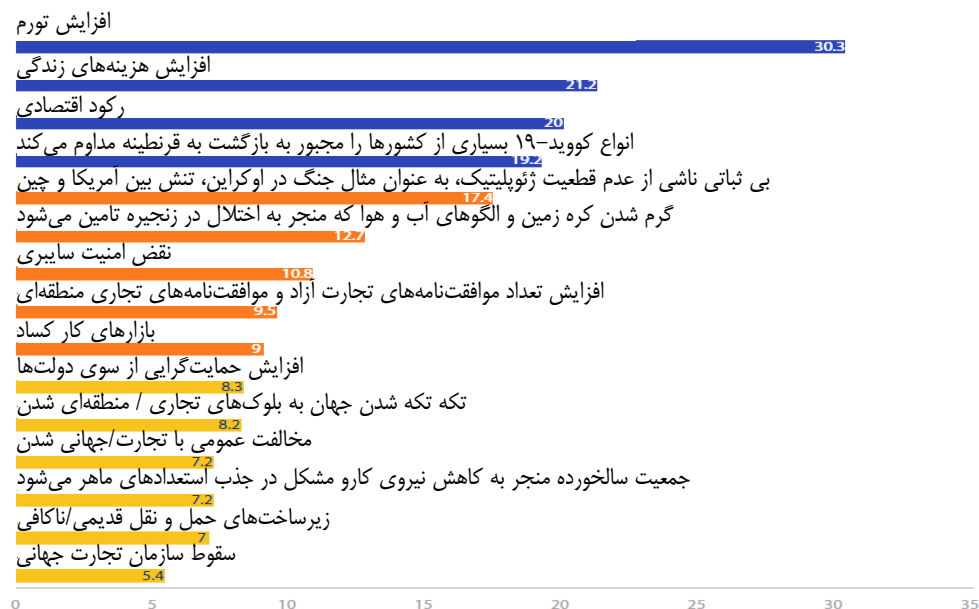 افزایش تورم
30.3
افزایش هزینه‌های زندگی
21.2
رکود اقتصادی
20
انواع کووید-۱۹ بسیاری از کشورها را مجبور به بازگشت به قرنطینه مداوم می‌کند
19.2
بی ثباتی ناشی از عدم قطعیت ژئوپلیتیک، به عنوان مثال جنگ در اوکراین، تنش بین آمریکا و چین
17.4
گرم شدن کره زمین و الگوهای آب و هوا که منجر به اختلال در زنجیره تامین می‌شود
12.7
نقض امنیت سایبری
10.8
افزایش تعداد موافقت‌نامه‌های تجارت آزاد و موافقت‌نامه‌های تجاری منطقه‌ای
9.5
بازارهای کار کساد
9
افزایش حمایت‌گرایی از سوی دولت‌ها
8.3
تکه تکه شدن جهان به بلوک‌های تجاری / منطقه‌ای شدن
8.2
مخالفت عمومی با تجارت/جهانی شدن
7.2
جمعیت سالخورده منجر به کاهش نیروی کارو مشکل در جذب استعدادهای ماهر می‌شود
7.2
زیرساخت‌های حمل و نقل قدیمی/ناکافی
7
سقوط سازمان تجارت جهانی
5.4
0 5 10 15 20 25 30 35